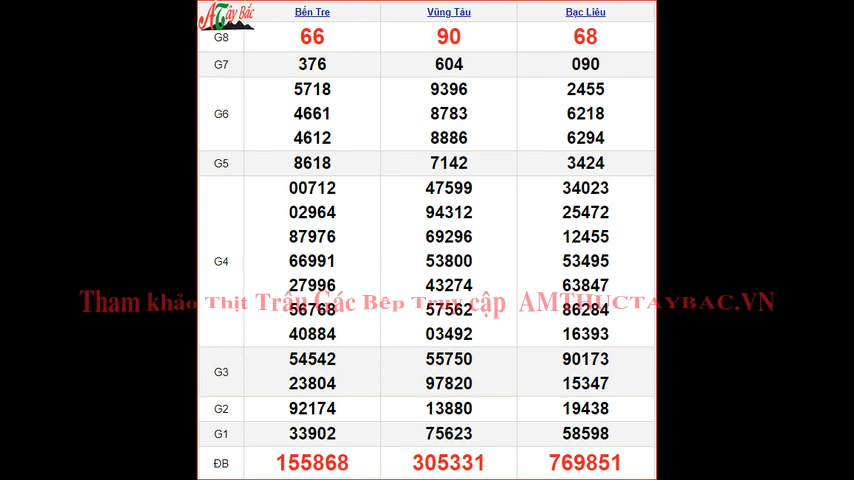 A Tây Bắc
Bến Tre Vũng Tàu Bạc Liêu
G8 66 90 68
G7 376 604 090
5718 9396 2455
G6 4661 8783 6218
4612 8886 6294
G5 8618 7142 3424
00712 47599 34023
02964 94312 25472
87976 69296 12455
G4 66991 53800 53495
27996 43274 63847
Tham khảo Thịt Trâu Gác Bếp Truy cập AMTHUCTAYBAC.VN
56768 57562 86284
40884 03492 16393
G3 54542 55750 90173
23804 97820 15347
G2 92174 13880 19438
G1 33902 75623 58598
ĐB 155868 305331 769851